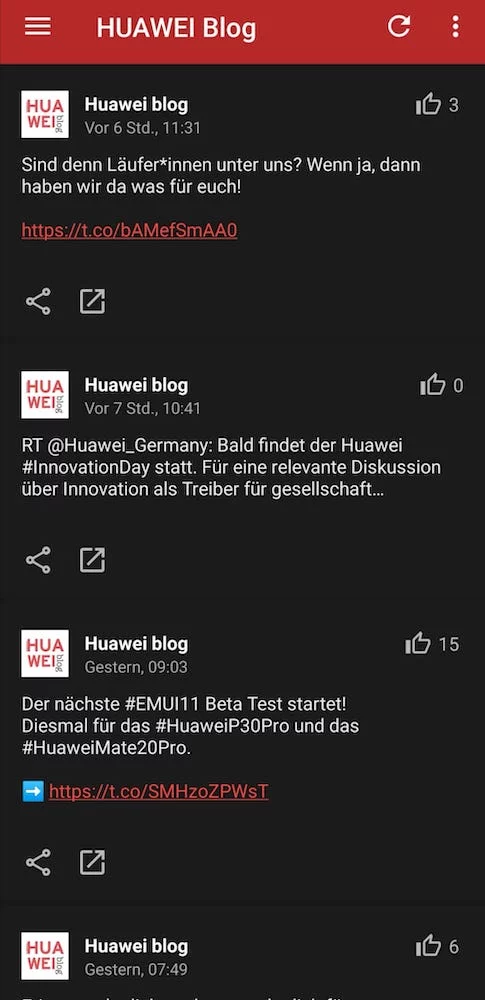 HUAWEI Blog
HUA
WEI blog
Huawei blog
3
Vor 6 Std., 11:31
Sind denn Läufer*innen unter uns? Wenn ja, dann
haben wir da was für euch!
https://t.co/bAMefSmAA0
HUA
WEI blog
Huawei blog
0
Vor 7 Std., 10:41
RT @Huawei_Germany: Bald findet der Huawei
#InnovationDay statt. Für eine relevante Diskussion
über Innovation als Treiber für gesellschaft…
HUA
WEI blog
Huawei blog
15
Gestern, 09:03
Der nächste #EMUI11 Beta Test startet!
Diesmal für das #HuaweiP30Pro und das
#HuaweiMate20Pro.
➡ https://t.co/SMHzoZPWsT
HUA
WEI blog
Huawei blog
6
Gestern, 07:49